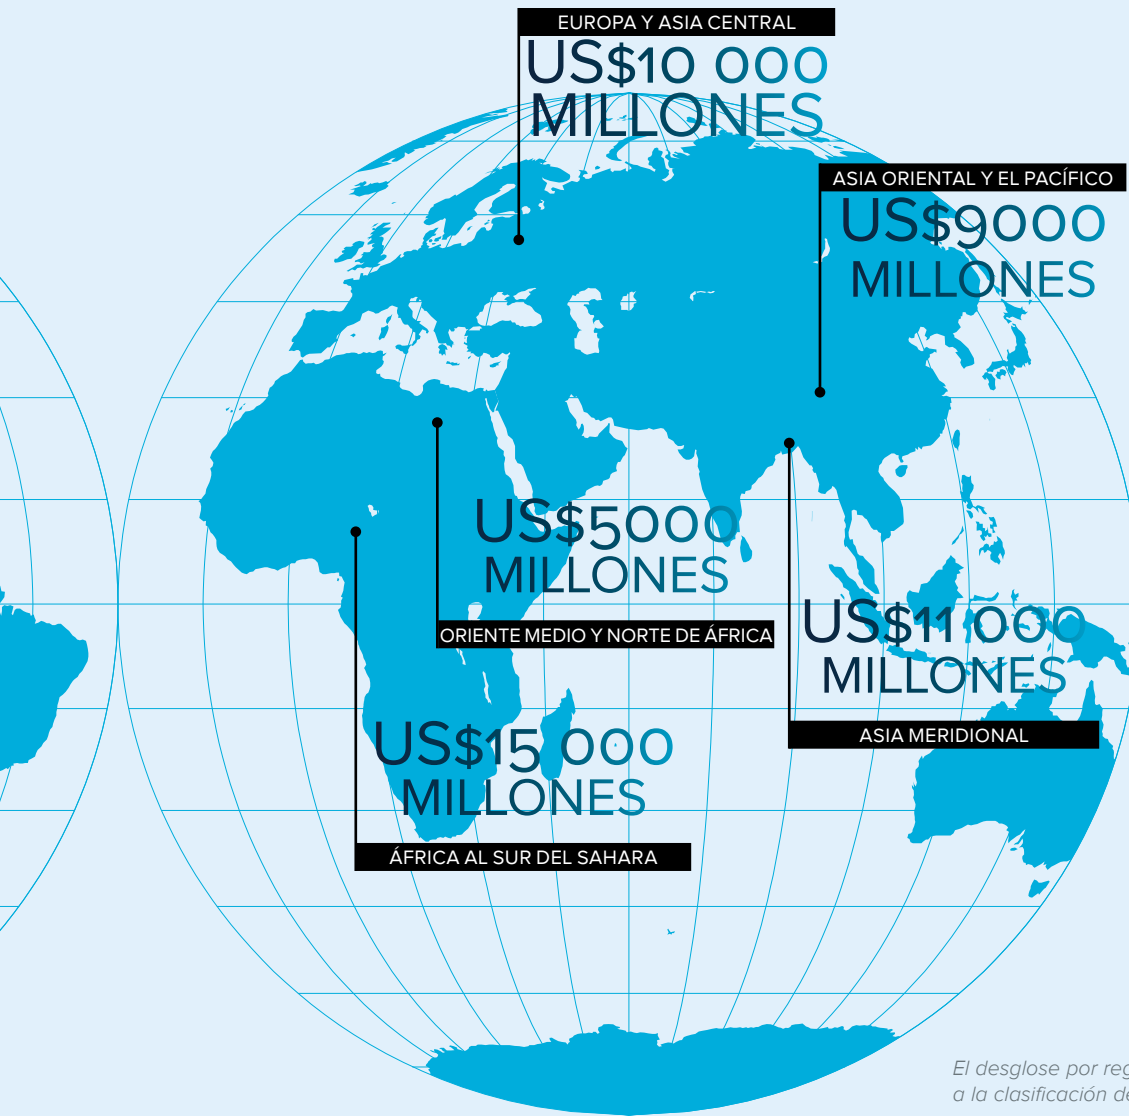 EUROPA Y ASIA CENTRAL
US$10 000
MILLONES
ASIA ORIENTAL Y EL PACÍFICO
US$9000
MILLONES
US$5000
MILLONES
ORIENTE MEDIO Y NORTE DE ÁFRICA
US$11 000
MILLONES
ASIA MERIDIONAL
US$15 000
MILLONES
ÁFRICA AL SUR DEL SAHARA
El desglose por reg
a la clasificación de